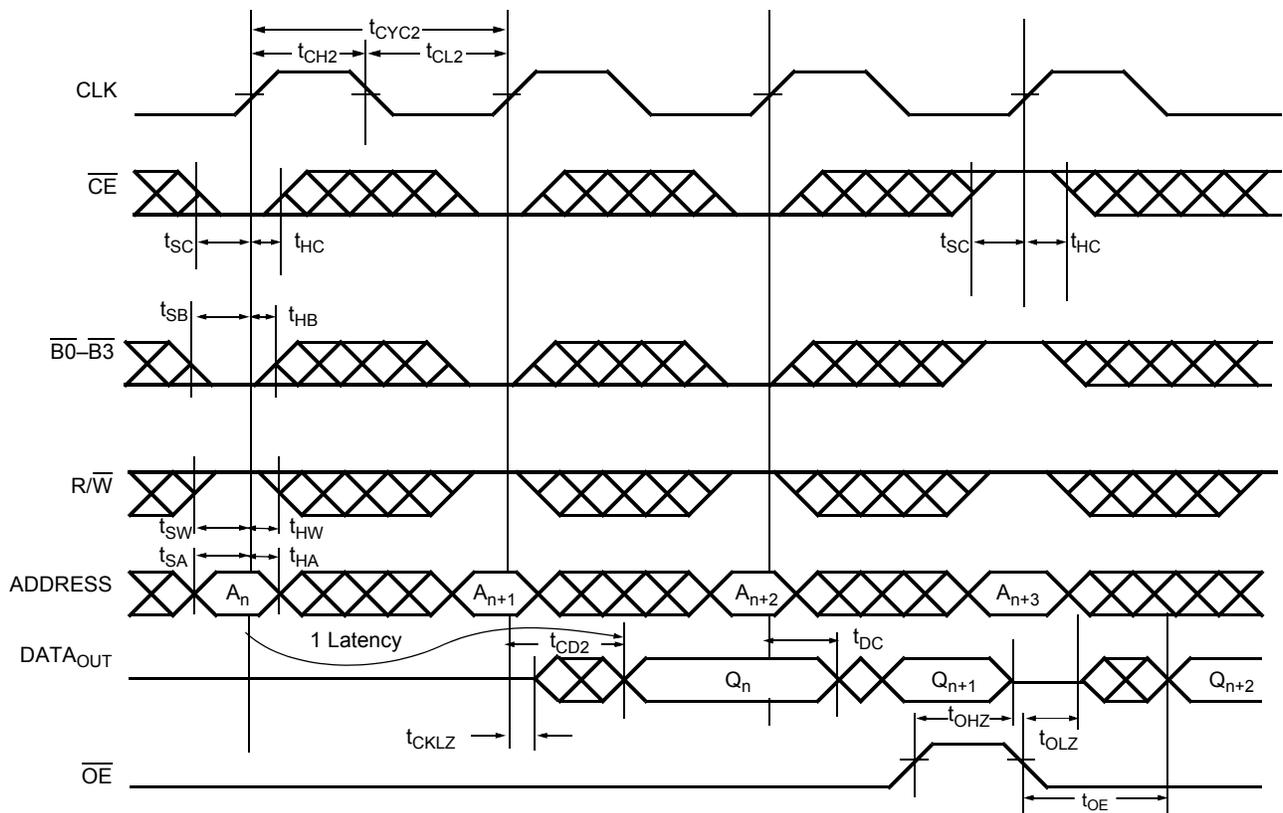 tCYC2
tCH2
tCL2
CLK
CE
tSC
tHC
tSC
tHC
tSB
tHB
B0–B3
R/W
tSW
tHW
tSA
tHA
ADDRESS
An
An+1
An+2
An+3
1 Latency
tCD2
tDC
DATAOUT
Qn
Qn+1
Qn+2
tOHZ
tCKLZ
tOLZ
OE
tOE